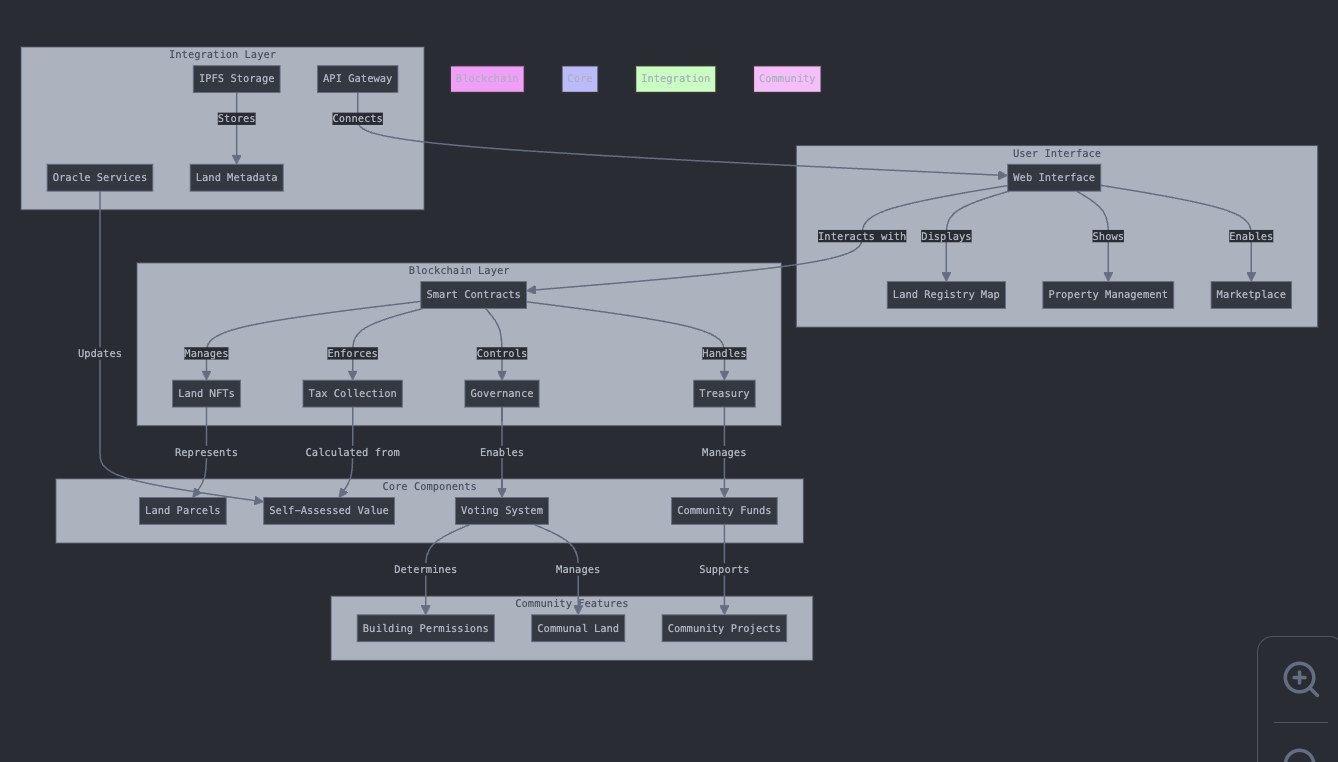 Integration Layer
IPFS Storage
API Gateway
Blockchain
Core
Integration
Community
Stores
Connects
Oracle Services
Land Metadata
User Interface
Web Interface
Interacts with
Displays
Shows
Enables
Land Registry Map
Property Management
Marketplace
Blockchain Layer
Smart Contracts
Updates
Manages
Enforces
Controls
Handles
Land NFTs
Tax Collection
Governance
Treasury
Represents
Calculated from
Enables
Manages
Core Components
Land Parcels
Self-Assessed Value
Voting System
Community Funds
Determines
Manages
Supports
Community Features
Building Permissions
Communal Land
Community Projects